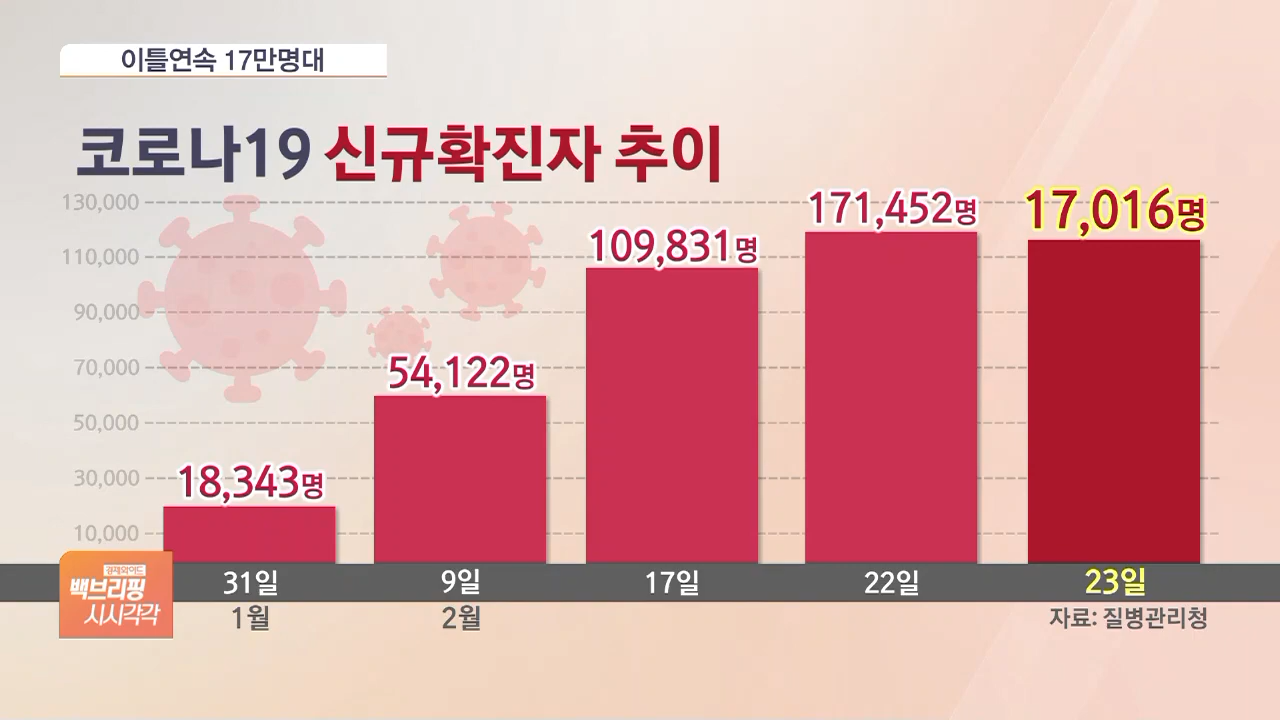 이틀연속 17만명대
코로나19 신규확진자 추이
130,000
110,000
90,000
70,000
50,000
30,000
10,000
18,343명
54,122명
109,831명
171,452명
17,016명
31일 9일 17일 22일 23일
1월 2월
자료: 질병관리청
경제와이드
백브리핑
시시각각